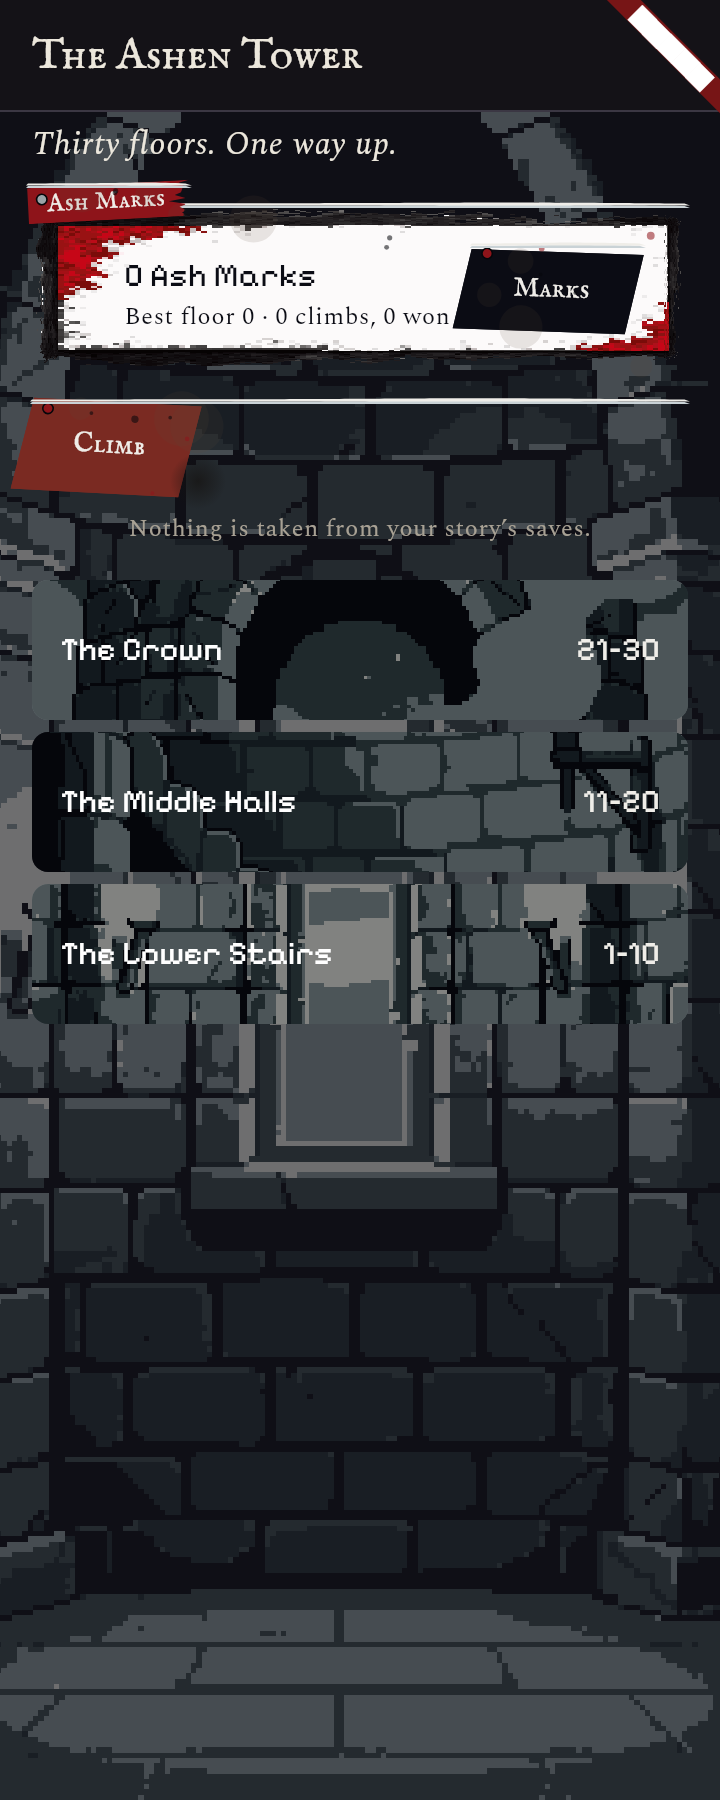 The Ashen Tower
Thirty floors. One way up.
Ash Marks
0 Ash Marks
Marks
Best floor 0 · 0 climbs, 0 won
Climb
Nothing is taken from your story's saves.
The Crown 21-30
The Middle Halls 11-20
The Lower Stairs 1-10